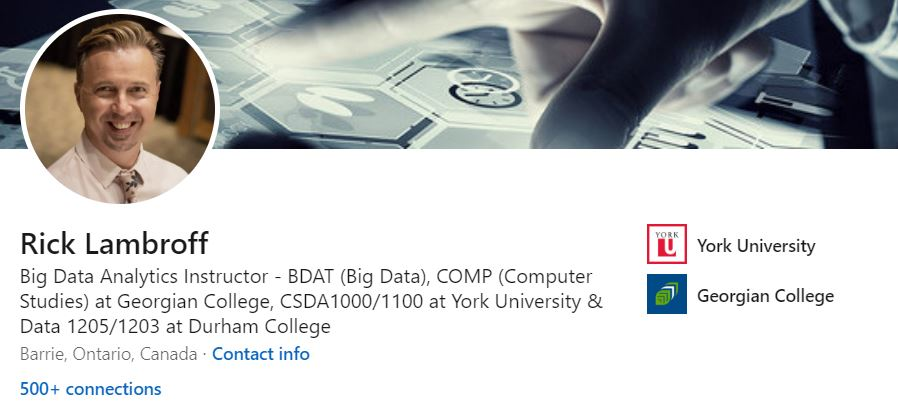 Rick Lambroff
Big Data Analytics Instructor - BDAT (Big Data), COMP (Computer
Studies) at Georgian College, CSDA1000/1100 at York University &
Data 1205/1203 at Durham College
Barrie, Ontario, Canada · Contact info
500+ connections
YORK
U
York University
Georgian College